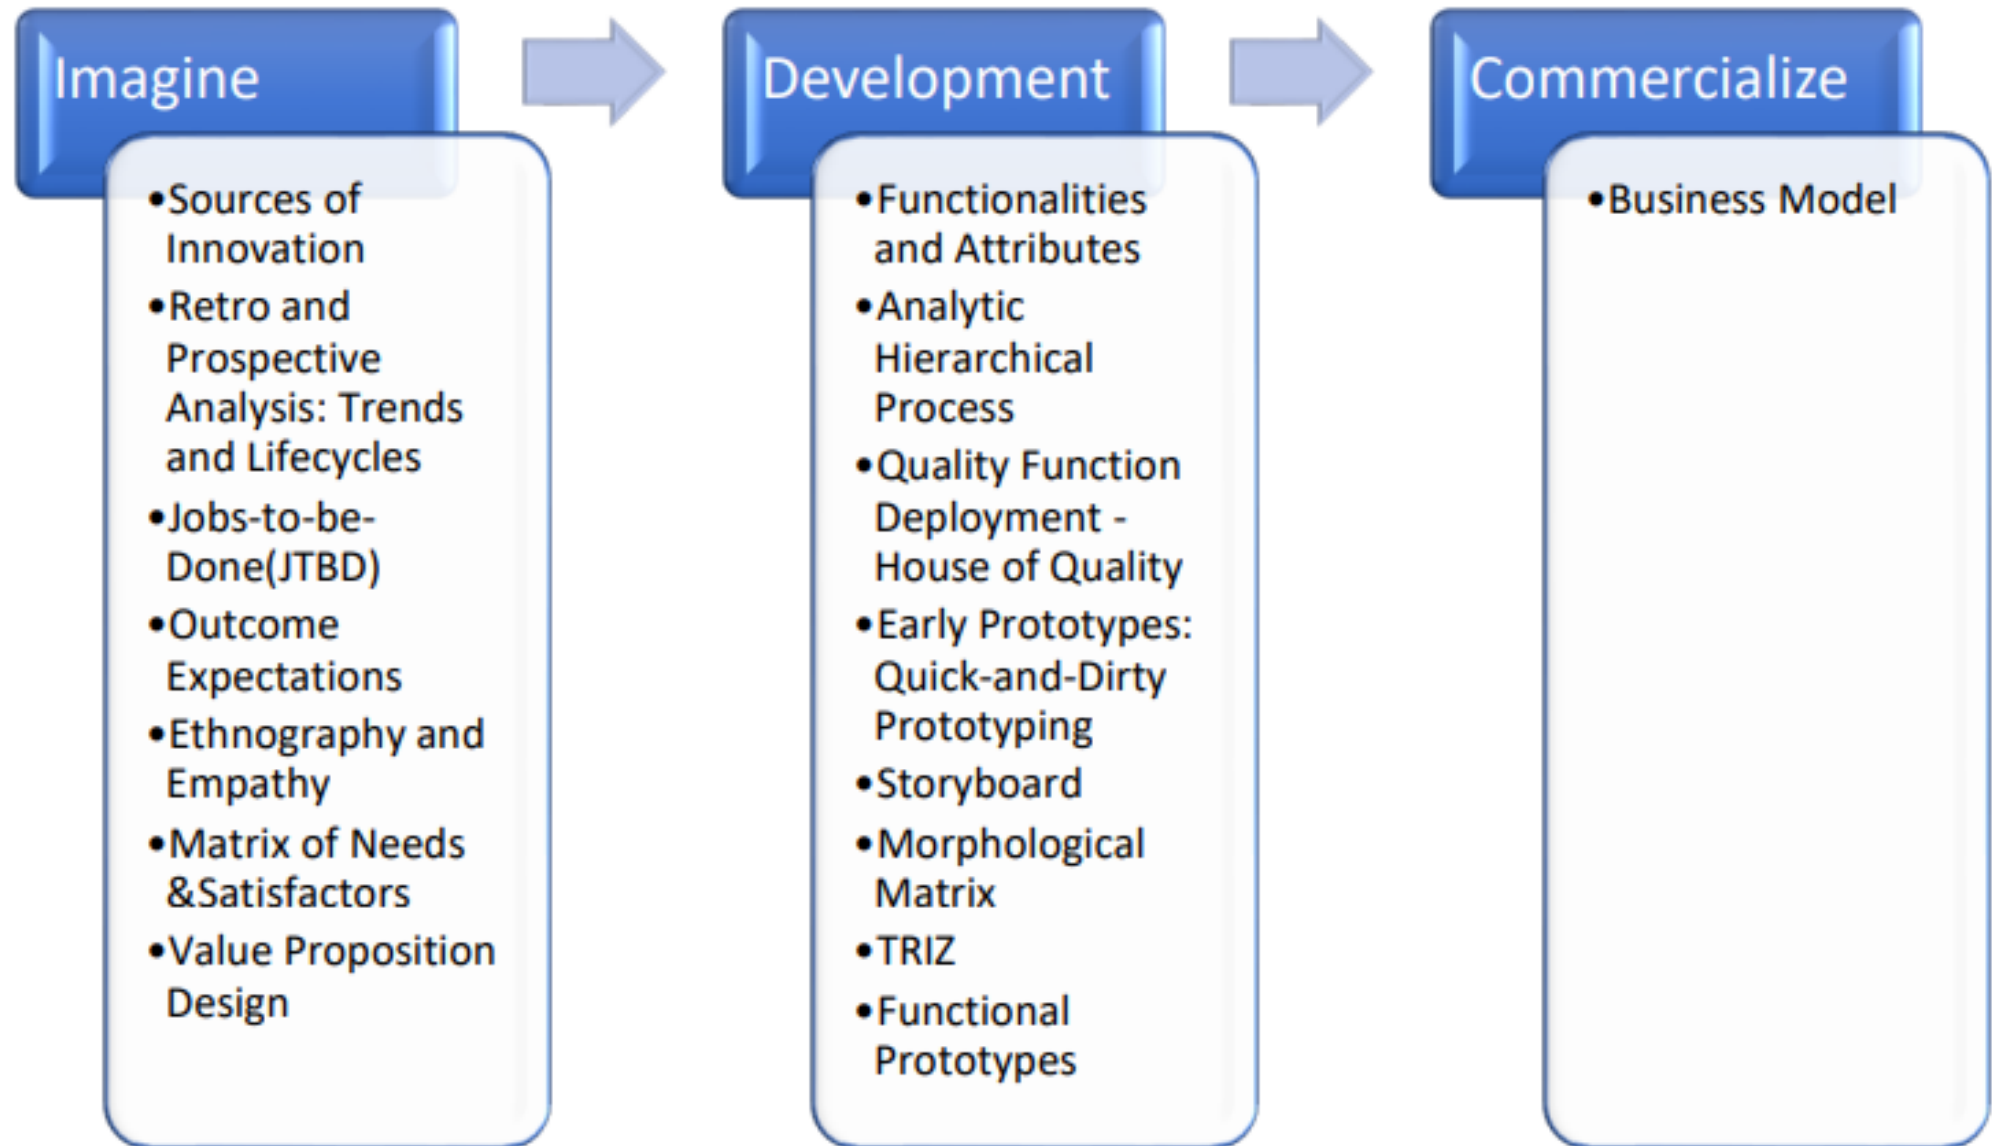 Imagine
•Sources of
Innovation
•Retro and
Prospective
Analysis: Trends
and Lifecycles
•Jobs-to-be-
Done(JTBD)
•Outcome
Expectations
•Ethnography and
Empathy
•Matrix of Needs
&Satisfactors
•Value Proposition
Design
Development
•Functionalities
and Attributes
•Analytic
Hierarchical
Process
•Quality Function
Deployment -
House of Quality
•Early Prototypes:
Quick-and-Dirty
Prototyping
•Storyboard
•Morphological
Matrix
•TRIZ
•Functional
Prototypes
Commercialize
•Business Model